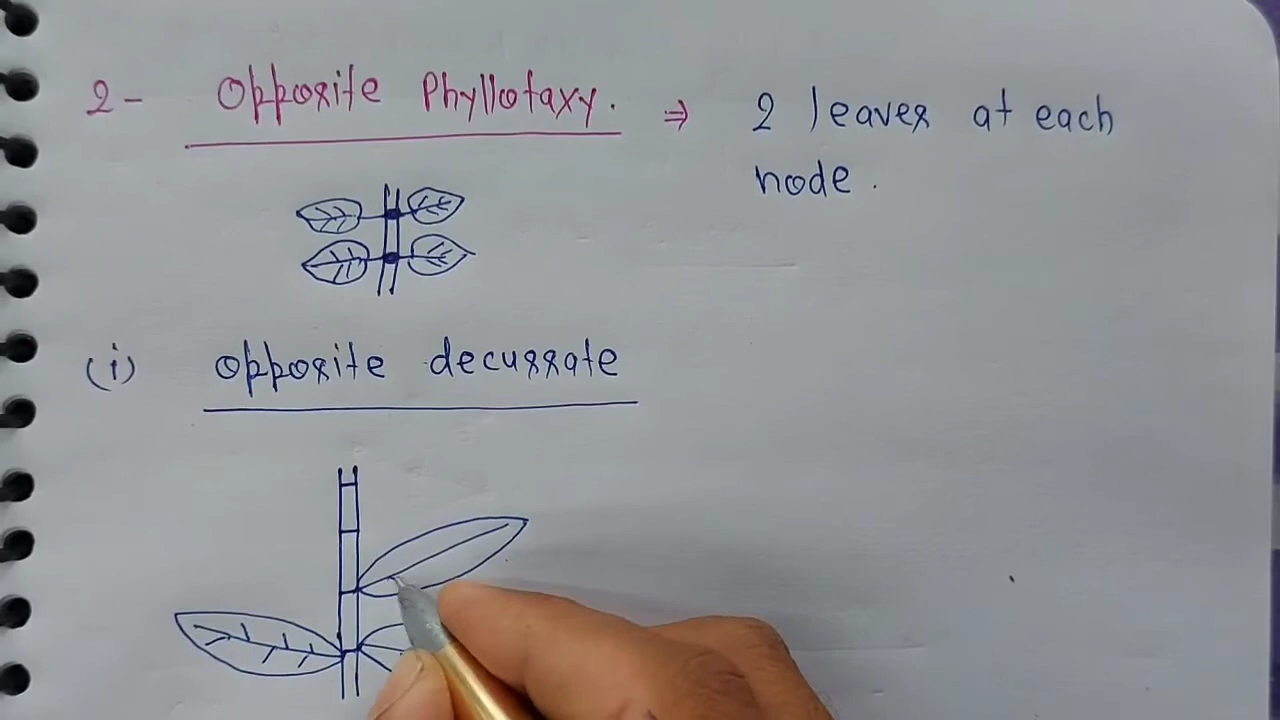 2- Opposite Phyllotaxy. ⇒ 2 leaves at each
node.
(i) opposite decussate